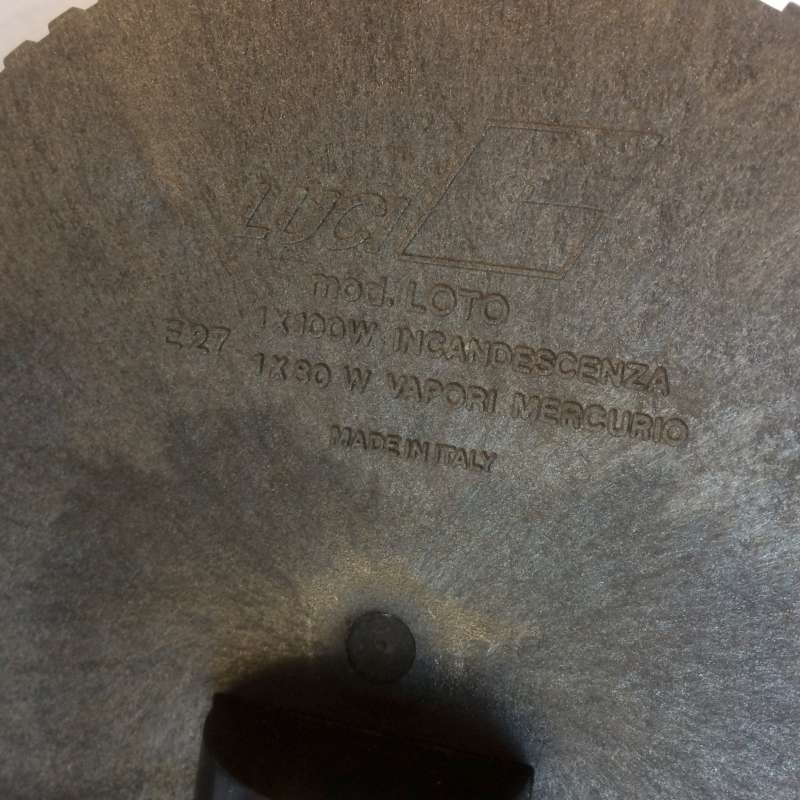 LUCI
mod. LOTO
E27 1X100W INCANDESCENZA
1X80 W VAPORI MERCURIO
MADE IN ITALY